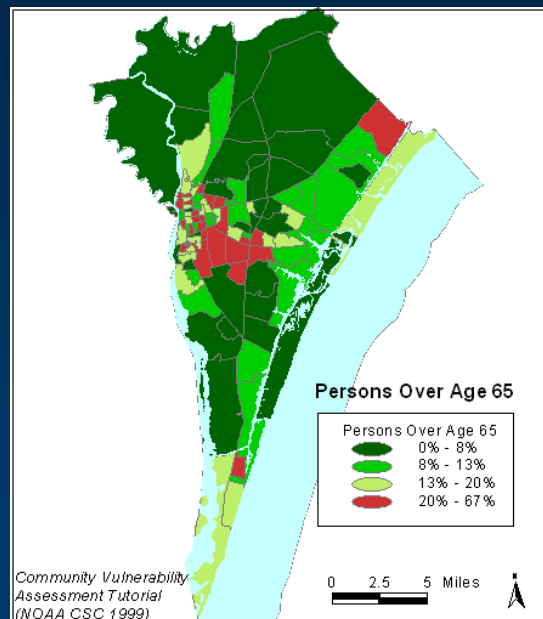 Persons Over Age 65
Persons Over Age 65
0% - 8%
8% - 13%
13% - 20%
20% - 67%
Community Vulnerability
Assessment Tutorial
(NOAA CSC 1999)
0 2.5 5 Miles
N